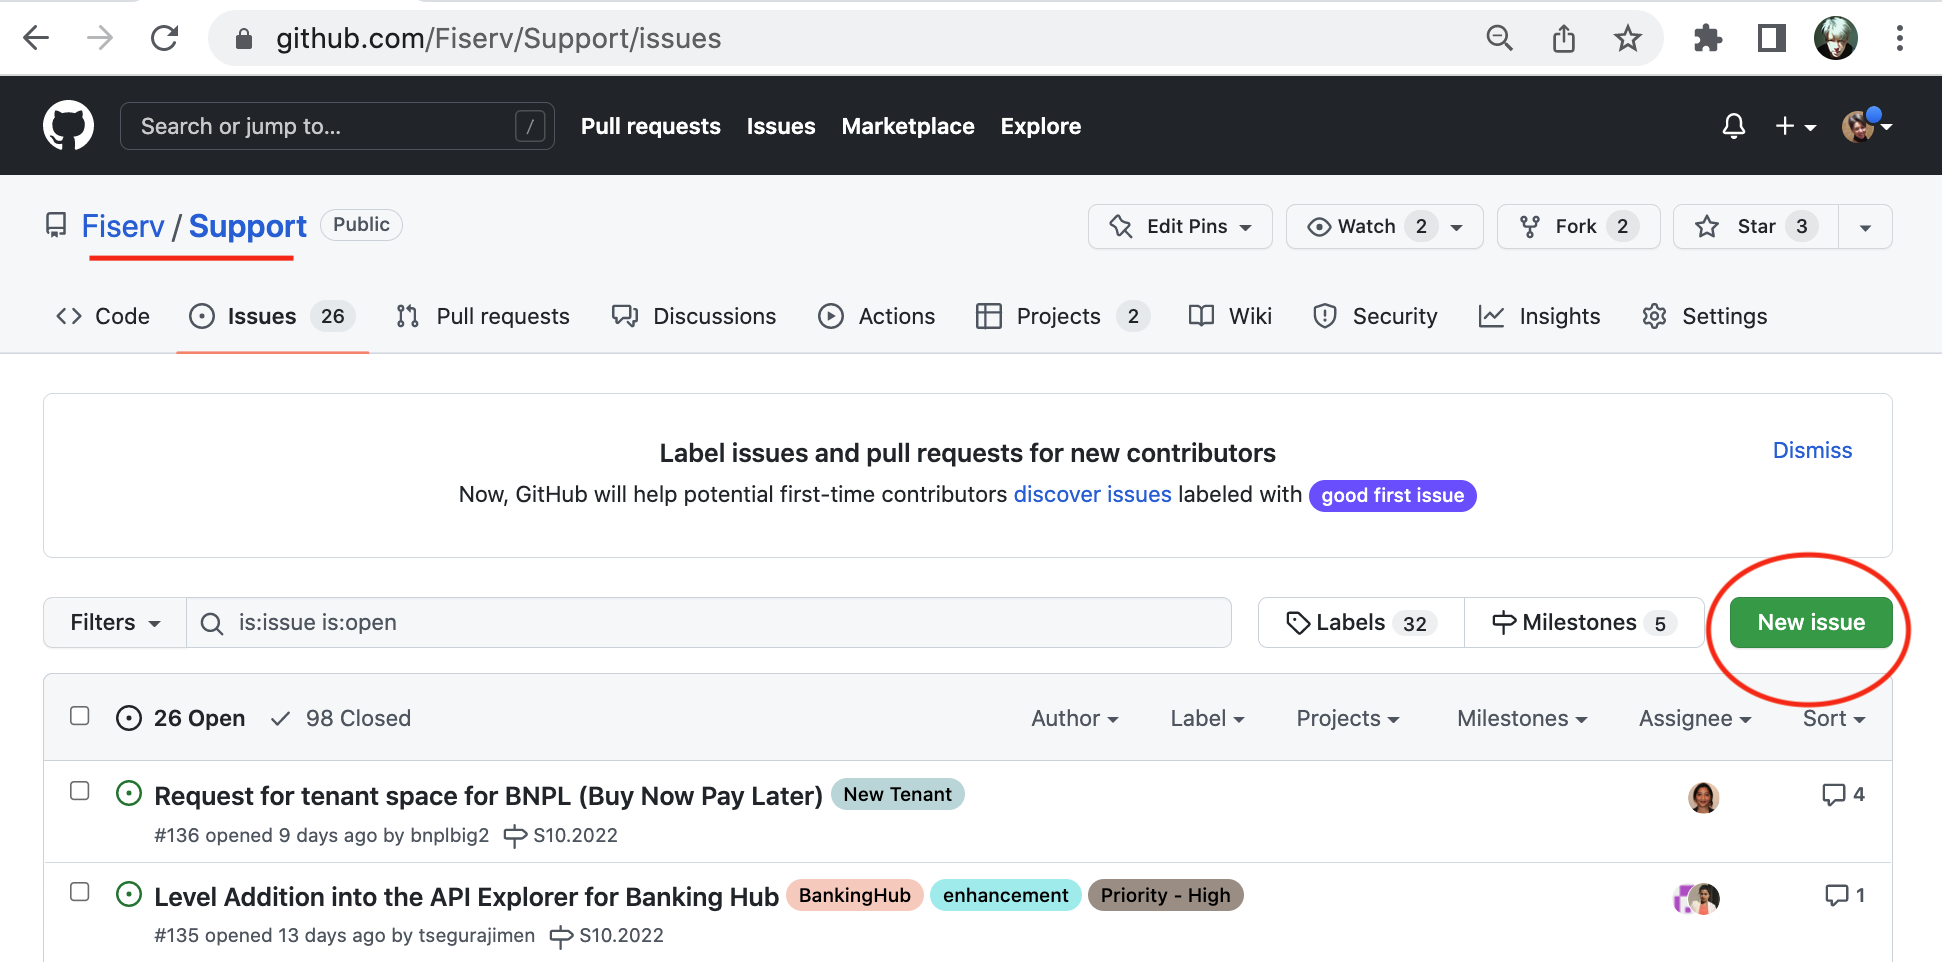 github.com/Fiserv/Support/issues
Search or jump to... /
Pull requests Issues Marketplace Explore
Fiserv / Support Public
Edit Pins Watch 2 Fork 2 Star 3
Code Issues 26 Pull requests Discussions Actions Projects 2 Wiki Security Insights Settings
Label issues and pull requests for new contributors
Dismiss
Now, GitHub will help potential first-time contributors discover issues labeled with good first issue
Filters is:issue is:open Labels 32 Milestones 5 New issue
26 Open 98 Closed Author Label Projects Milestones Assignee Sort
Request for tenant space for BNPL (Buy Now Pay Later) New Tenant 4
#136 opened 9 days ago by bnplbig2 S10.2022
Level Addition into the API Explorer for Banking Hub BankingHub enhancement Priority - High 1
#135 opened 13 days ago by tsegurajimen S10.2022